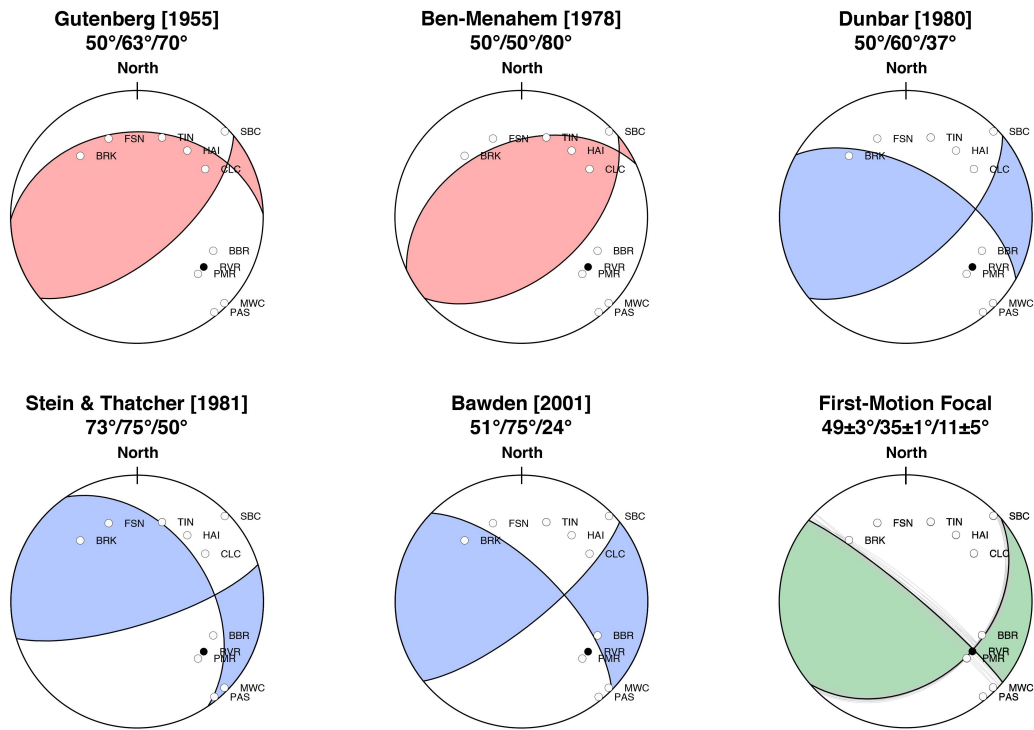 Gutenberg [1955]
50°/63°/70°
North
SBC
FSN
TIN
HAI
BRK
CLC
BBR
RVR
PMR
MWC
PAS
Ben-Menahem [1978]
50°/50°/80°
North
SBC
FSN
TIN
HAI
BRK
CLC
BBR
RVR
PMR
MWC
PAS
Dunbar [1980]
50°/60°/37°
North
SBC
FSN
TIN
HAI
BRK
CLC
BBR
RVR
PMR
MWC
PAS
Stein & Thatcher [1981]
73°/75°/50°
North
SBC
FSN
TIN
HAI
BRK
CLC
BBR
RVR
PMR
MWC
PAS
Bawden [2001]
51°/75°/24°
North
SBC
FSN
TIN
HAI
BRK
CLC
BBR
RVR
PMR
MWC
PAS
First-Motion Focal
49±3°/35±1°/11±5°
North
SBC
FSN
TIN
HAI
BRK
CLC
BBR
RVR
PMR
MWC
PAS